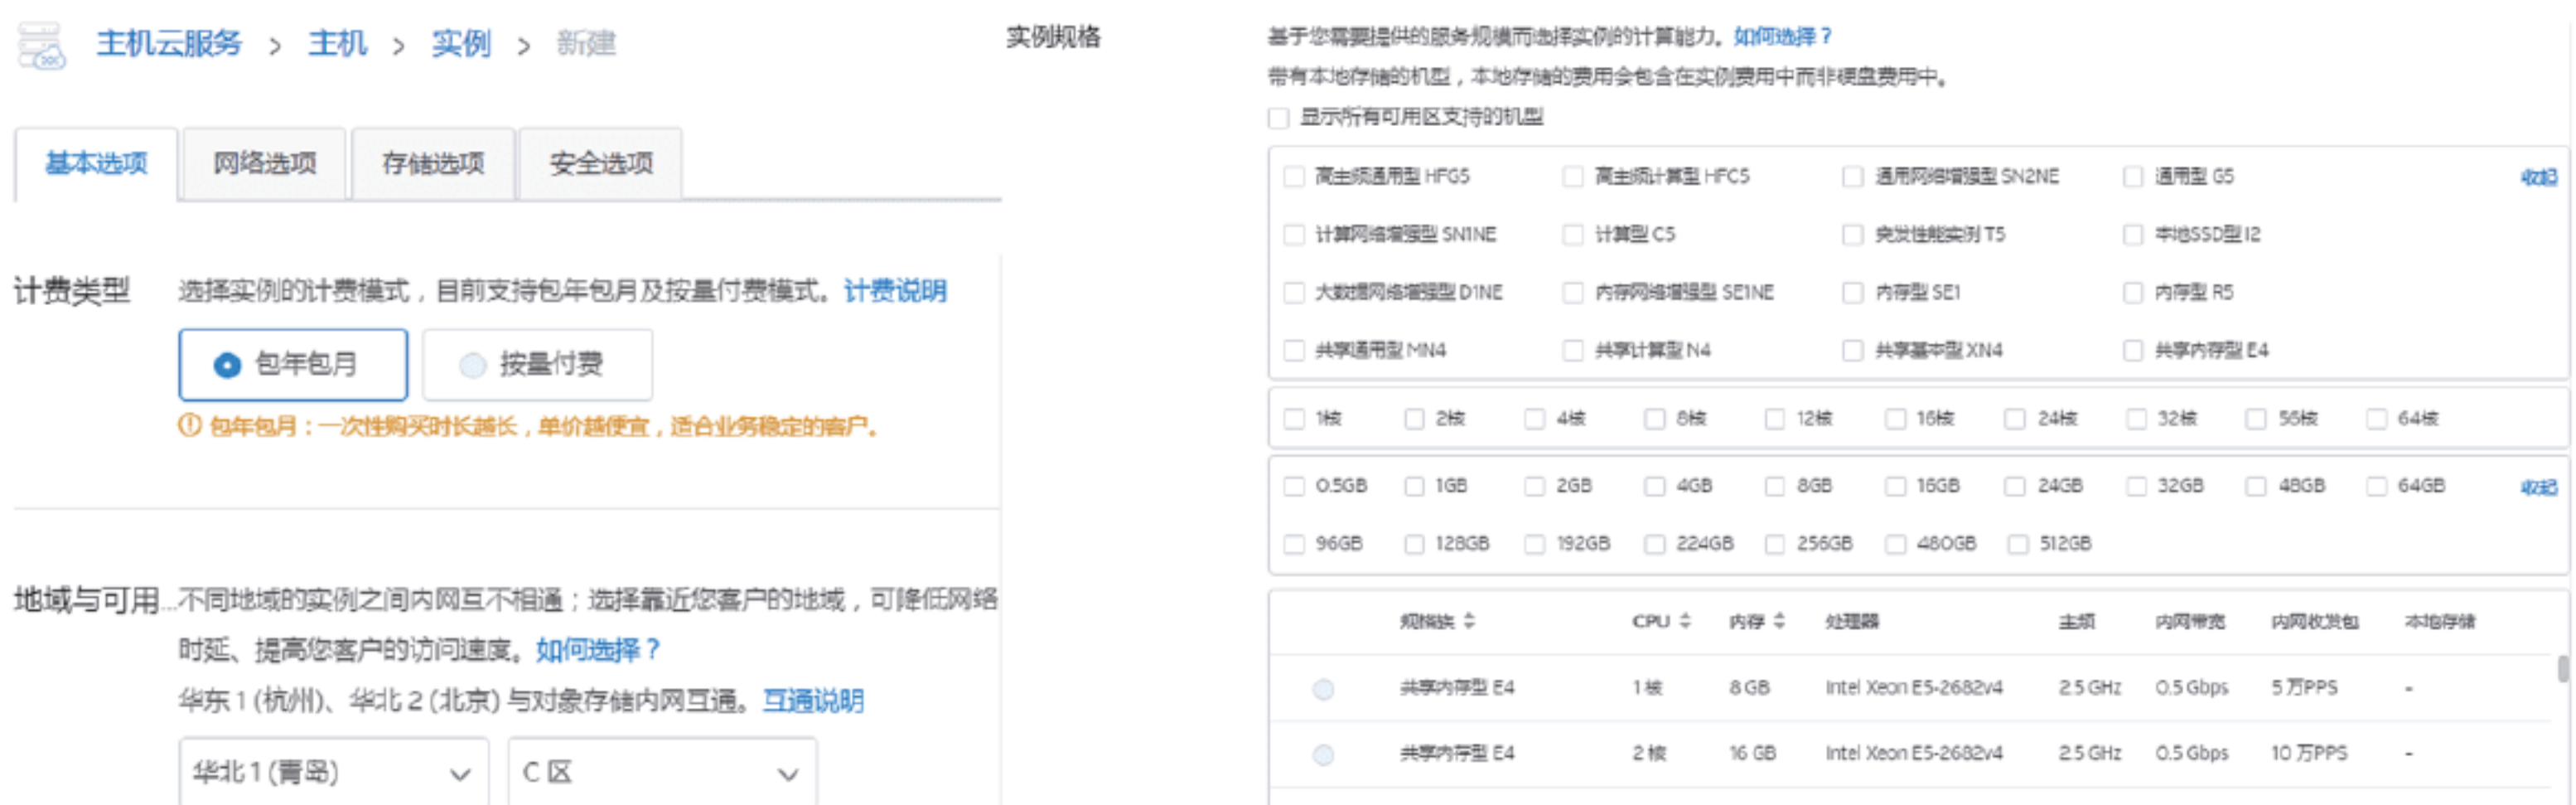 主机云服务 > 主机 > 实例 > 新建
基本选项 网络选项 存储选项 安全选项
计费类型 选择实例的计费模式，目前支持包年包月及按量付费模式。计费说明
包年包月 按量付费
包年包月：一次性购买时长越长，单价越便宜，适合业务稳定的客户。
地域与可用...不同地域的实例之间内网互不相通；选择靠近您客户的地域，可降低网络
时延、提高您客户的访问速度。如何选择？
华东 1 (杭州)、华北 2 (北京) 与对象存储内网互通。互通说明
华北 1 (青岛) C 区
实例规格 基于您需要提供的服务规模而选择实例的计算能力。如何选择？
带有本地存储的机型，本地存储的费用会包含在实例费用中而非硬盘费用中。
显示所有可用区支持的机型
高主频通用型 HFG5 高主频计算型 HFC5 通用网络增强型 SN2NE 通用型 G5 收起
计算网络增强型 SN1NE 计算型 C5 突发性能实例 T5 本地SSD型 I2
大数据网络增强型 D1NE 内存网络增强型 SE1NE 内存型 SE1 内存型 R5
共享通用型 MN4 共享计算型 N4 共享基本型 XN4 共享内存型 E4
1核 2核 4核 8核 12核 16核 24核 32核 56核 64核
0.5GB 1GB 2GB 4GB 8GB 16GB 24GB 32GB 48GB 64GB 收起
96GB 128GB 192GB 224GB 256GB 480GB 512GB
规格族 CPU 内存 处理器 主频 内网带宽 内网收发包 本地存储
共享内存型 E4 1 核 8 GB Intel Xeon E5-2682v4 2.5 GHz 0.5 Gbps 5 万PPS -
共享内存型 E4 2 核 16 GB Intel Xeon E5-2682v4 2.5 GHz 0.5 Gbps 10 万PPS -